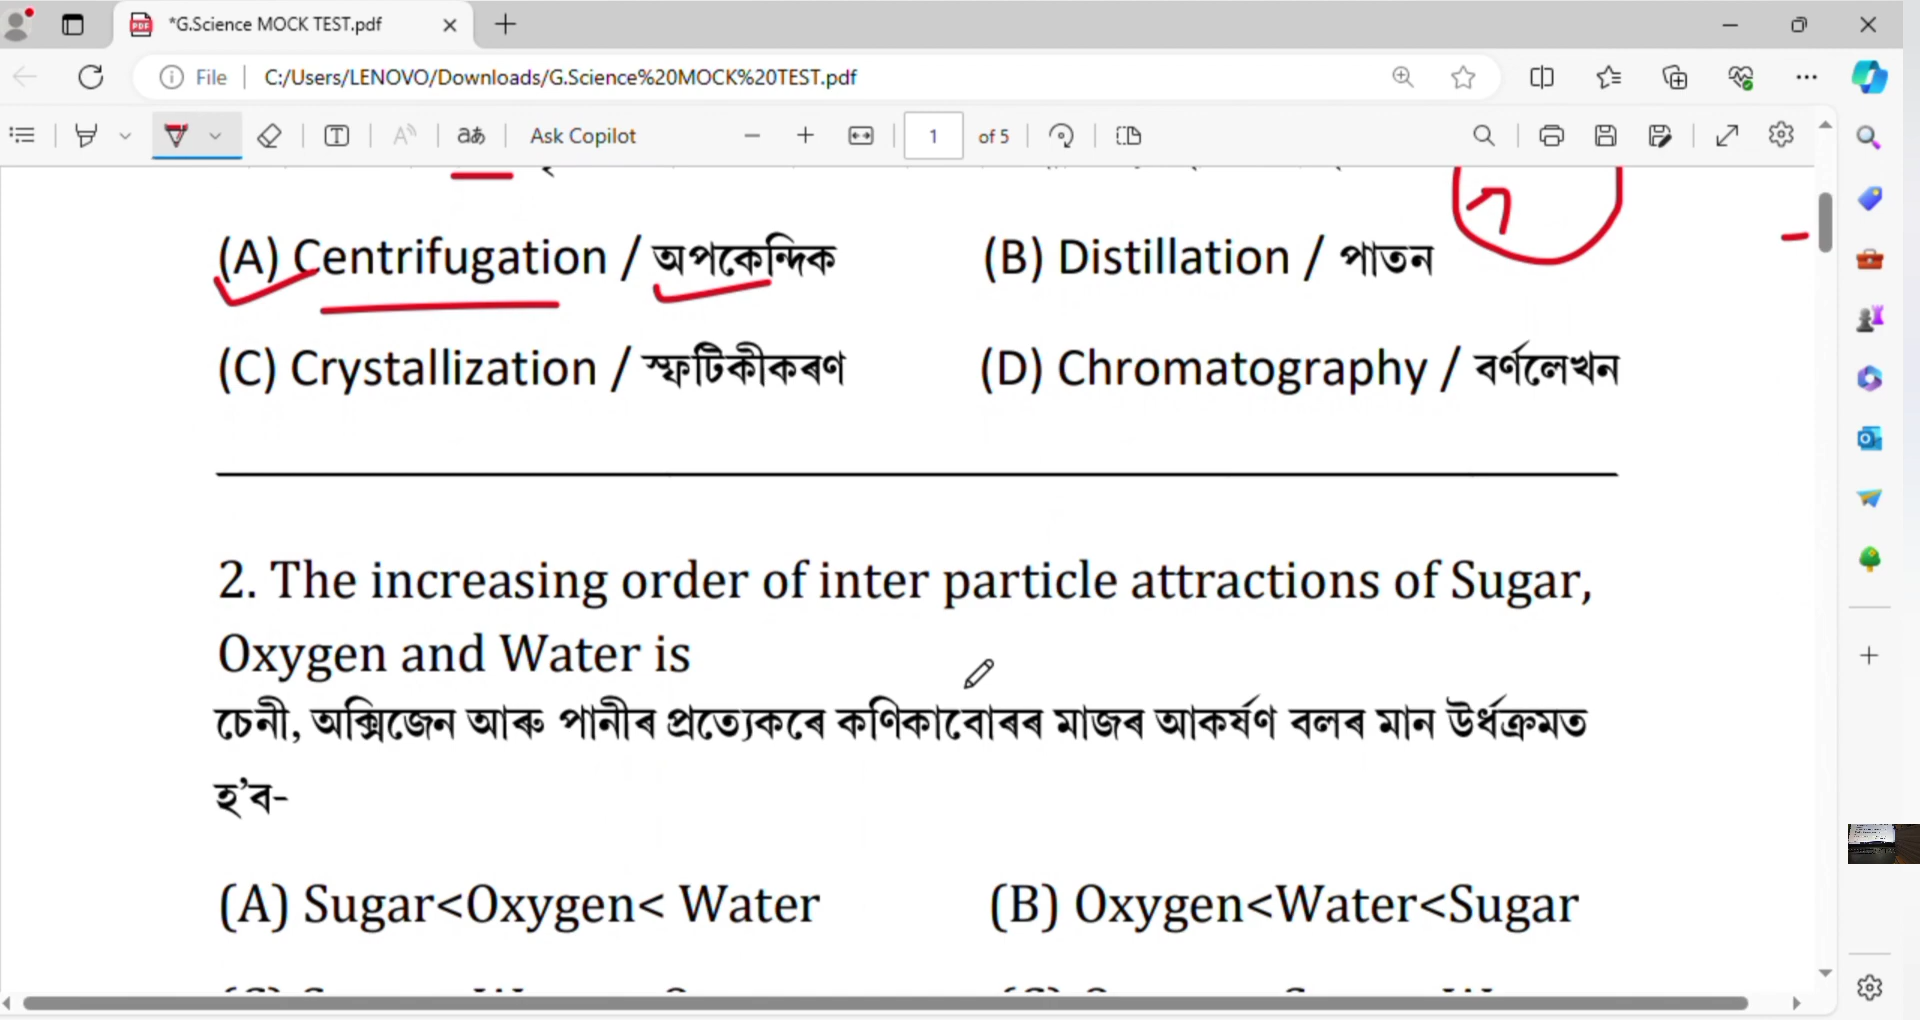 *G.Science MOCK TEST.pdf
File C:/Users/LENOVO/Downloads/G.Science%20MOCK%20TEST.pdf
Ask Copilot 1 of 5
(A) Centrifugation / অপকেন্দিক (B) Distillation / পাতন
(C) Crystallization / স্ফটিকীকৰণ (D) Chromatography / বৰ্ণলেখন
2. The increasing order of inter particle attractions of Sugar,
Oxygen and Water is
চেনী, অক্সিজেন আৰু পানীৰ প্ৰত্যেকৰে কণিকাবোৰৰ মাজৰ আকৰ্ষণ বলৰ মান উৰ্ধক্ৰমত
হ’ব-
(A) Sugar<Oxygen< Water (B) Oxygen<Water<Sugar